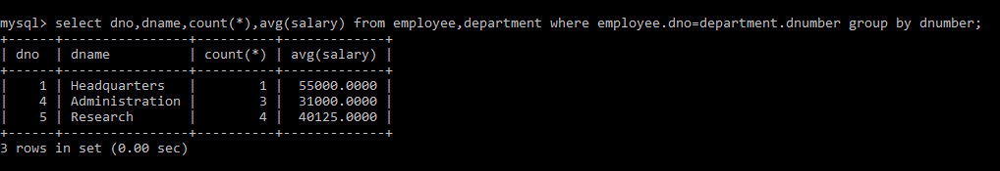 mysql> select dno,dname,count(*),avg(salary) from employee,department where employee.dno=department.dnumber group by dnumber;
+------+----------------+----------+-------------+
| dno  | dname          | count(*) | avg(salary) |
+------+----------------+----------+-------------+
|    1 | Headquarters   |        1 |  55000.0000 |
|    4 | Administration |        3 |  31000.0000 |
|    5 | Research       |        4 |  40125.0000 |
+------+----------------+----------+-------------+
3 rows in set (0.00 sec)